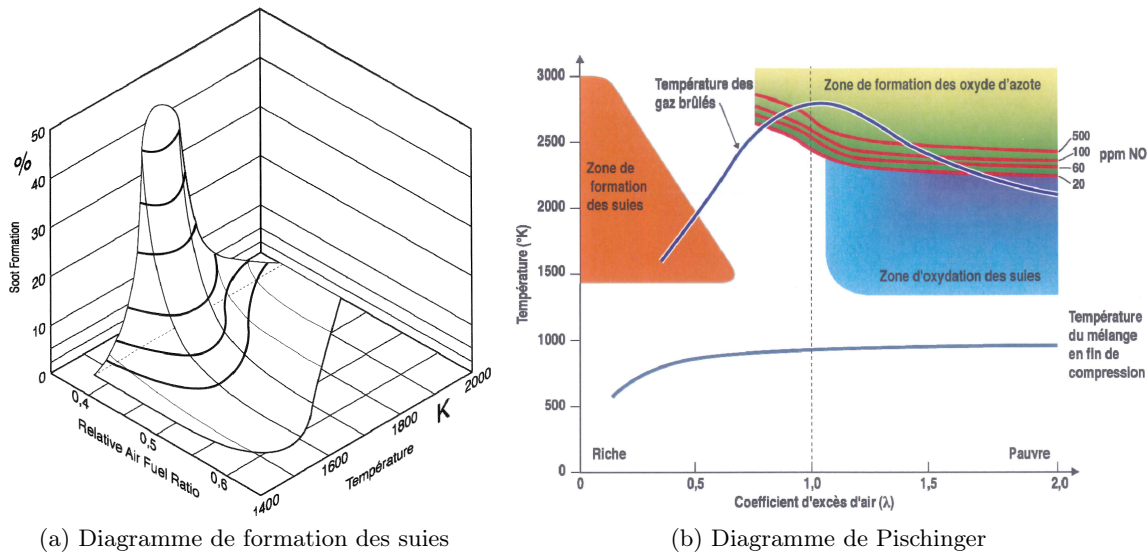 50
%
40
30
20
10
0
Soot Formation
0,4
0,5
0,6
Relative Air Fuel Ratio
1400
1600
1800
2000
K
Température
(a) Diagramme de formation des suies
3000
2500
2000
1500
1000
500
0
Température (°K)
Température des
gaz brûlés
Zone de formation des oxyde d'azote
Zone de
formation
des suies
500
100
60
20
ppm NO
Zone d'oxydation des suies
Température
du mélange
en fin de
compression
Riche
Pauvre
0
0,5
1,0
1,5
2,0
Coefficient d'excès d'air (λ)
(b) Diagramme de Pischinger